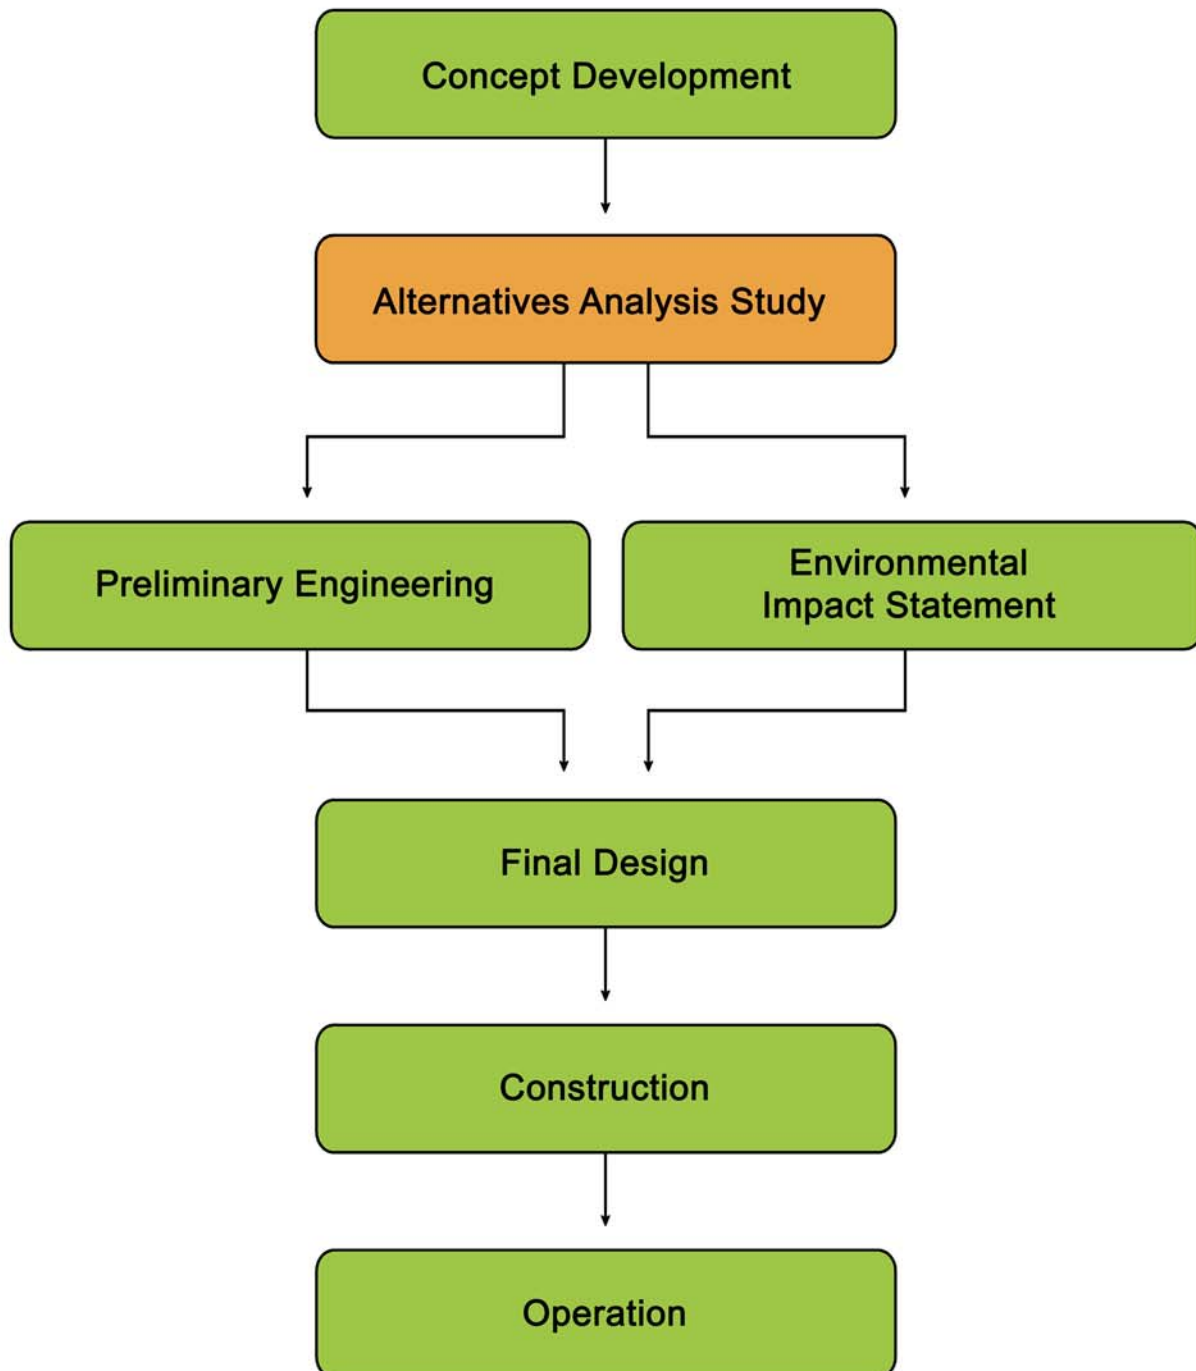 Concept Development
Alternatives Analysis Study
Preliminary Engineering
Environmental
Impact Statement
Final Design
Construction
Operation